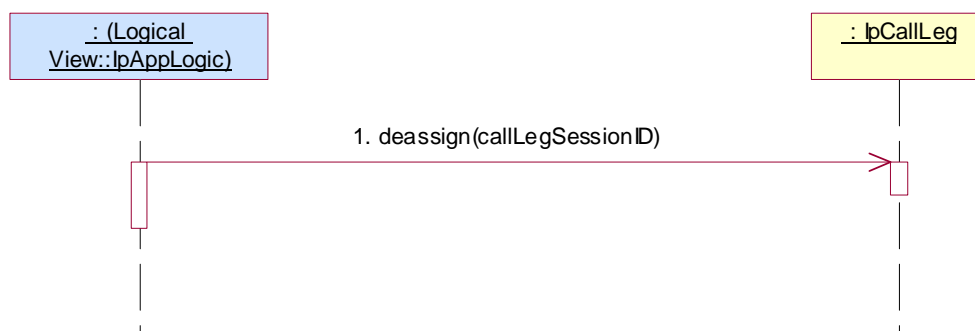 : (Logical
View::IpAppLogic)
: IpCallLeg
1. deassign(callLegSessionID)